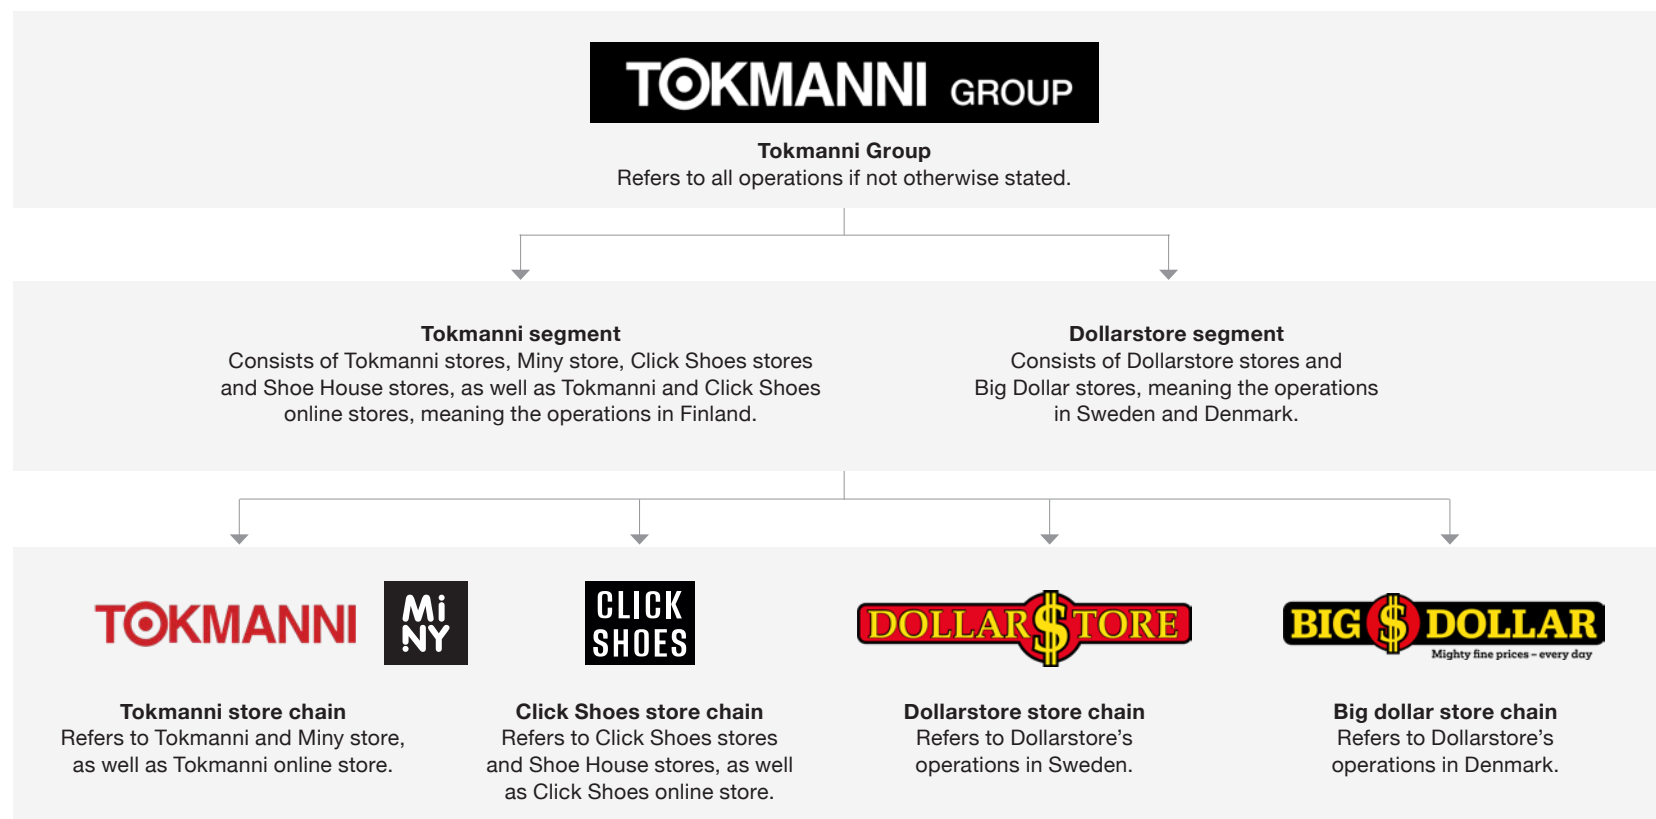 TOKMANNI GROUP
Tokmanni Group
Refers to all operations if not otherwise stated.
Tokmanni segment
Consists of Tokmanni stores, Miny store, Click Shoes stores
and Shoe House stores, as well as Tokmanni and Click Shoes
online stores, meaning the operations in Finland.
Dollarstore segment
Consists of Dollarstore stores and
Big Dollar stores, meaning the operations
in Sweden and Denmark.
TOKMANNI
Mi
NY
Tokmanni store chain
Refers to Tokmanni and Miny store,
as well as Tokmanni online store.
CLICK
SHOES
Click Shoes store chain
Refers to Click Shoes stores
and Shoe House stores, as well
as Click Shoes online store.
DOLLAR$TORE
Dollarstore store chain
Refers to Dollarstore’s
operations in Sweden.
BIG $ DOLLAR
Mighty fine prices – every day
Big dollar store chain
Refers to Dollarstore’s
operations in Denmark.